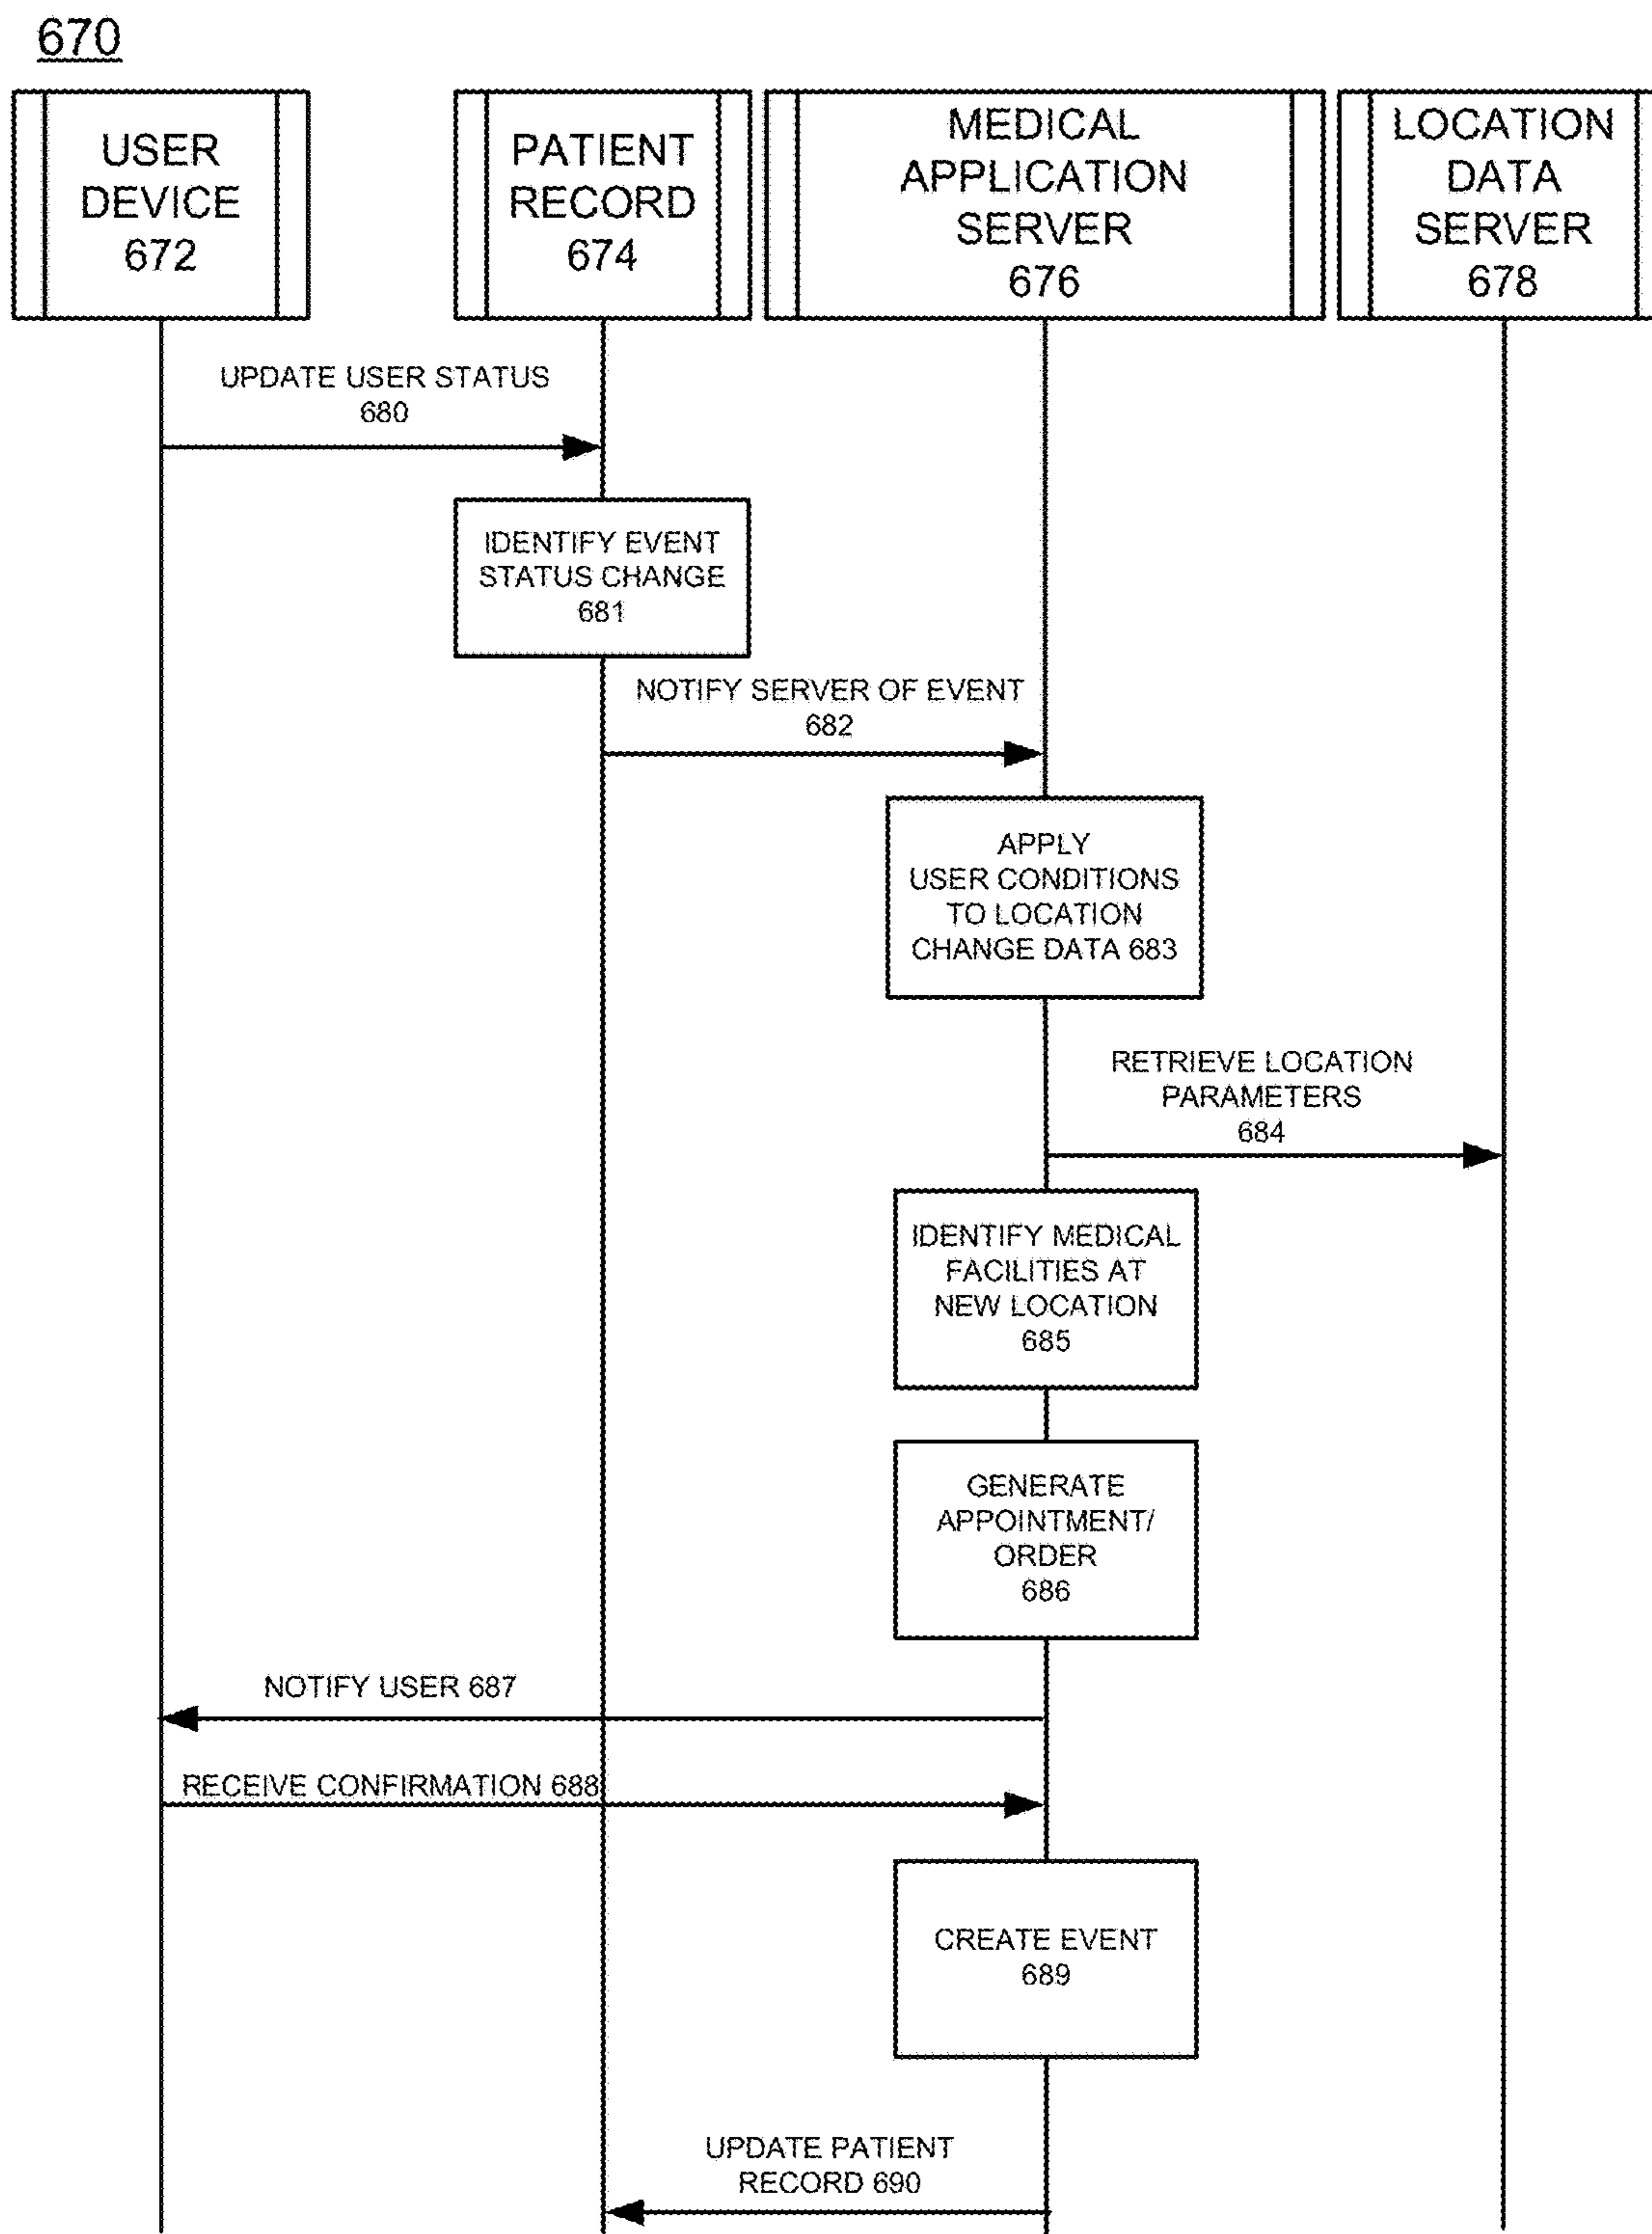 670
USER
DEVICE
672
PATIENT
RECORD
674
MEDICAL
APPLICATION
SERVER
676
LOCATION
DATA
SERVER
678
UPDATE USER STATUS
680
IDENTIFY EVENT
STATUS CHANGE
681
NOTIFY SERVER OF EVENT
682
APPLY
USER CONDITIONS
TO LOCATION
CHANGE DATA 683
RETRIEVE LOCATION
PARAMETERS
684
IDENTIFY MEDICAL
FACILITIES AT
NEW LOCATION
685
GENERATE
APPOINTMENT/
ORDER
686
NOTIFY USER 687
RECEIVE CONFIRMATION 688
CREATE EVENT
689
UPDATE PATIENT
RECORD 690